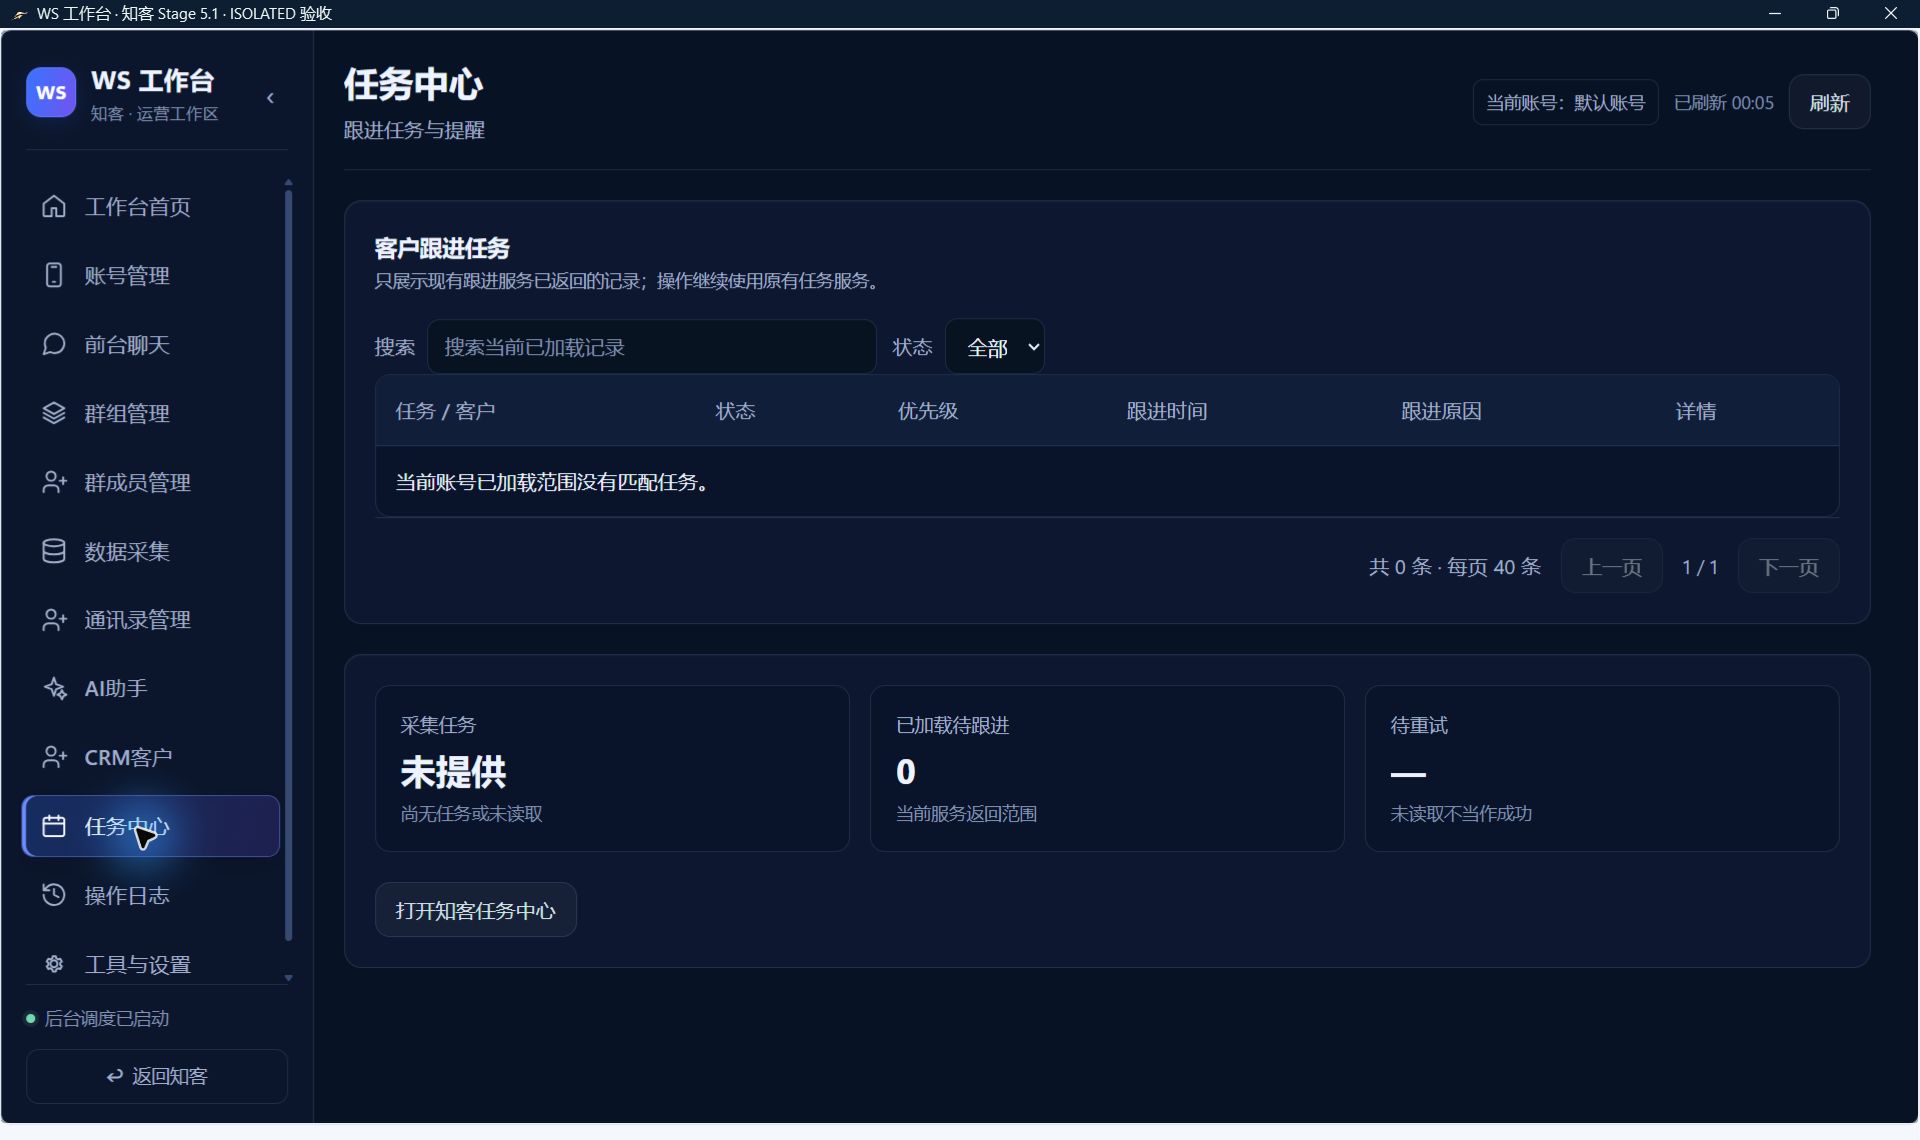 WS 工作台 · 知客 Stage 5.1 · ISOLATED 验收
WS
WS 工作台
知客 · 运营工作区
工作台首页
账号管理
前台聊天
群组管理
群成员管理
数据采集
通讯录管理
AI助手
CRM客户
任务中心
操作日志
工具与设置
后台调度已启动
返回知客
任务中心
跟进任务与提醒
当前账号：默认账号
已刷新 00:05
刷新
客户跟进任务
只展示现有跟进服务已返回的记录；操作继续使用原有任务服务。
搜索 搜索当前已加载记录 状态 全部
任务 / 客户 状态 优先级 跟进时间 跟进原因 详情
当前账号已加载范围没有匹配任务。
共 0 条 · 每页 40 条 上一页 1 / 1 下一页
采集任务
未提供
尚无任务或未读取
已加载待跟进
0
当前服务返回范围
待重试
—
未读取不当作成功
打开知客任务中心